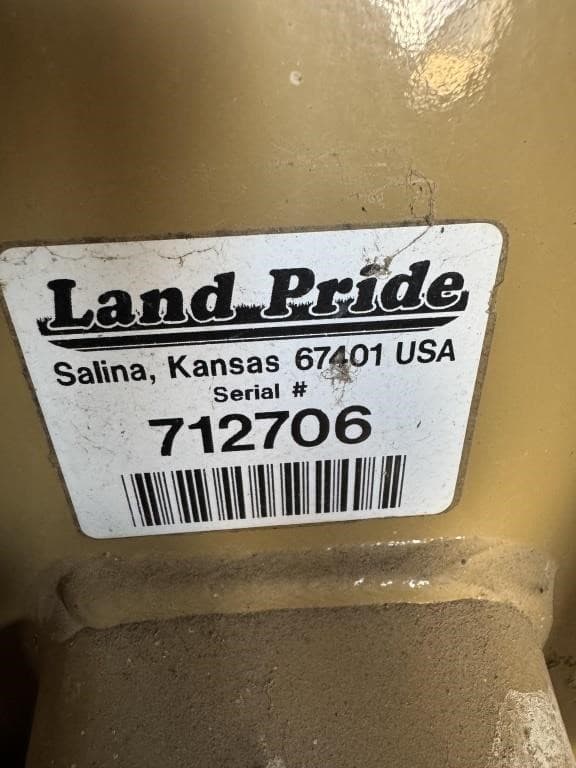 Land Pride
Salina, Kansas 67401 USA
Serial #
712706